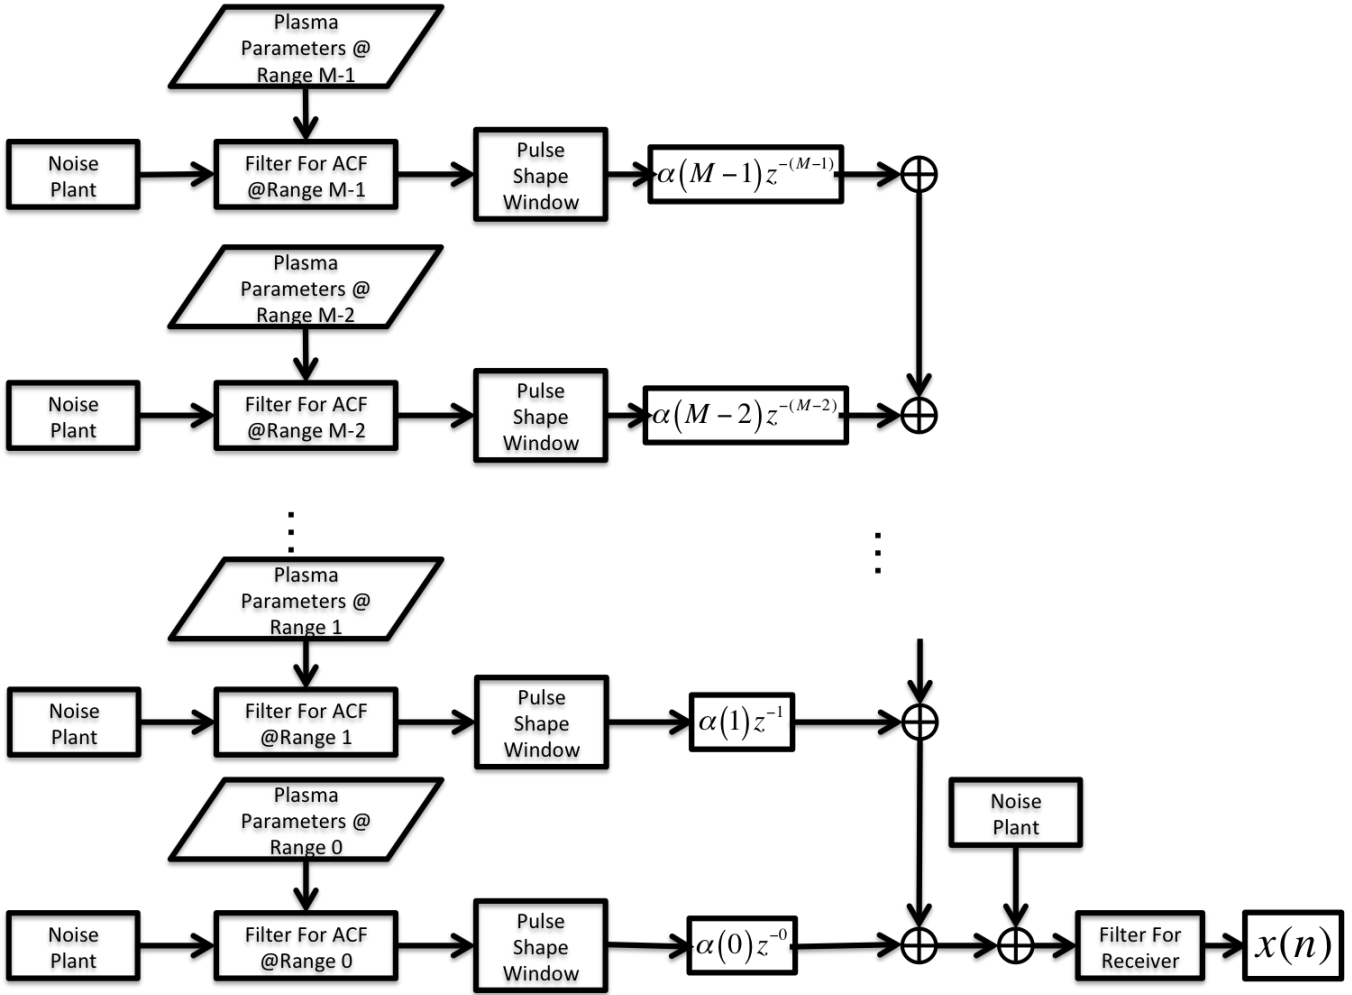 Plasma
Parameters @
Range M-1
Noise
Plant
Filter For ACF
@Range M-1
Pulse
Shape
Window
α(M−1)z^{−(M−1)}
Plasma
Parameters @
Range M-2
Noise
Plant
Filter For ACF
@Range M-2
Pulse
Shape
Window
α(M−2)z^{−(M−2)}
Plasma
Parameters @
Range 1
Noise
Plant
Filter For ACF
@Range 1
Pulse
Shape
Window
α(1)z^{−1}
Plasma
Parameters @
Range 0
Noise
Plant
Noise
Plant
Filter For ACF
@Range 0
Pulse
Shape
Window
α(0)z^{−0}
Filter For
Receiver
x(n)